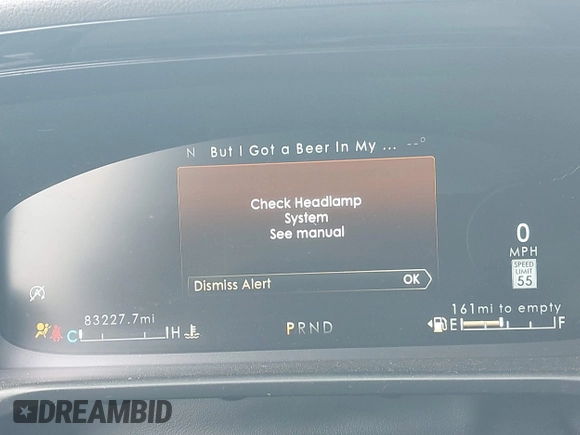 N But I Got a Beer In My ... --°
Check Headlamp
System
See manual
Dismiss Alert OK
0
MPH
SPEED
LIMIT
55
83227.7mi
161mi to empty
C H
PRND
E F
DREAMBID